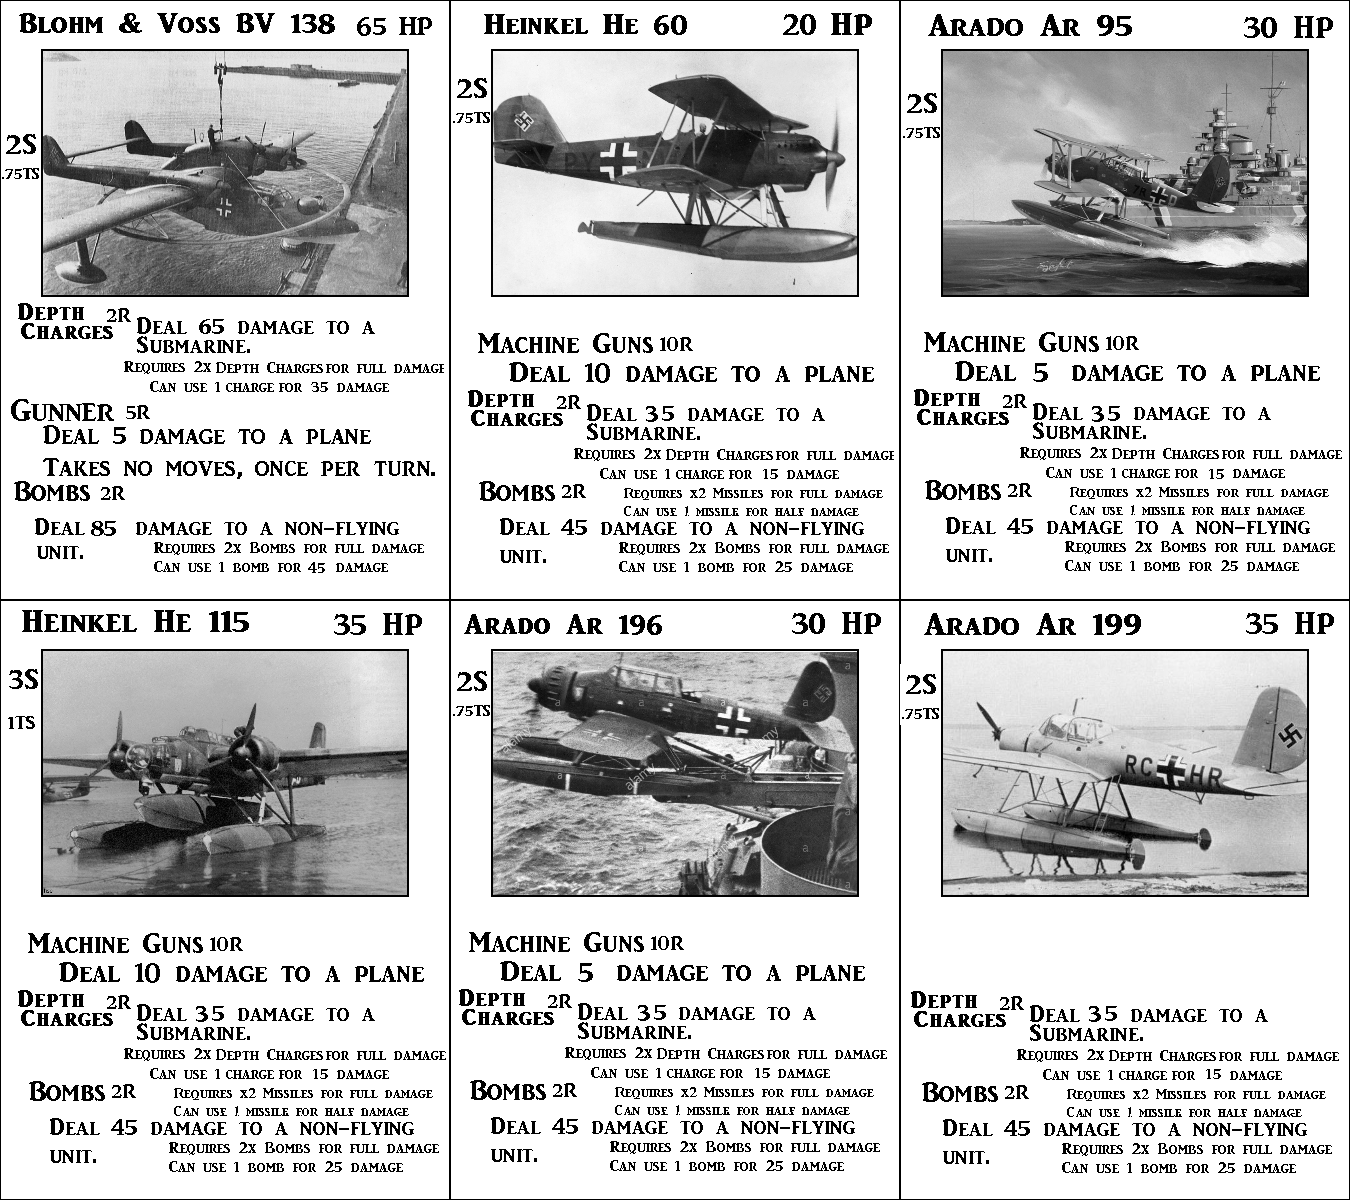 Blohm & Voss BV 138 65 HP
2S
.75TS
Depth Charges 2R Deal 65 damage to a
Submarine.
Requires 2x Depth Charges for full damage
Can use 1 charge for 35 damage
Gunner 5R
Deal 5 damage to a plane
Takes no moves, once per turn.
Bombs 2R
Deal 85 damage to a non-flying
unit.
Requires 2x Bombs for full damage
Can use 1 bomb for 45 damage
Heinkel He 60 20 HP
2S
.75TS
Machine Guns 10R
Deal 10 damage to a plane
Depth Charges 2R Deal 35 damage to a
Submarine.
Requires 2x Depth Charges for full damage
Can use 1 charge for 15 damage
Bombs 2R Requires x2 Missiles for full damage
Can use 1 missile for half damage
Deal 45 damage to a non-flying
unit.
Requires 2x Bombs for full damage
Can use 1 bomb for 25 damage
Arado Ar 95 30 HP
2S
.75TS
Machine Guns 10R
Deal 5 damage to a plane
Depth Charges 2R Deal 35 damage to a
Submarine.
Requires 2x Depth Charges for full damage
Can use 1 charge for 15 damage
Bombs 2R Requires x2 Missiles for full damage
Can use 1 missile for half damage
Deal 45 damage to a non-flying
unit.
Requires 2x Bombs for full damage
Can use 1 bomb for 25 damage
Heinkel He 115 35 HP
3S
1TS
Machine Guns 10R
Deal 10 damage to a plane
Depth Charges 2R Deal 35 damage to a
Submarine.
Requires 2x Depth Charges for full damage
Can use 1 charge for 15 damage
Bombs 2R Requires x2 Missiles for full damage
Can use 1 missile for half damage
Deal 45 damage to a non-flying
unit.
Requires 2x Bombs for full damage
Can use 1 bomb for 25 damage
Arado Ar 196 30 HP
2S
.75TS
alamy
Machine Guns 10R
Deal 5 damage to a plane
Depth Charges 2R Deal 35 damage to a
Submarine.
Requires 2x Depth Charges for full damage
Can use 1 charge for 15 damage
Bombs 2R Requires x2 Missiles for full damage
Can use 1 missile for half damage
Deal 45 damage to a non-flying
unit.
Requires 2x Bombs for full damage
Can use 1 bomb for 25 damage
Arado Ar 199 35 HP
2S
.75TS
RC HR
Depth Charges 2R Deal 35 damage to a
Submarine.
Requires 2x Depth Charges for full damage
Can use 1 charge for 15 damage
Bombs 2R Requires x2 Missiles for full damage
Can use 1 missile for half damage
Deal 45 damage to a non-flying
unit.
Requires 2x Bombs for full damage
Can use 1 bomb for 25 damage